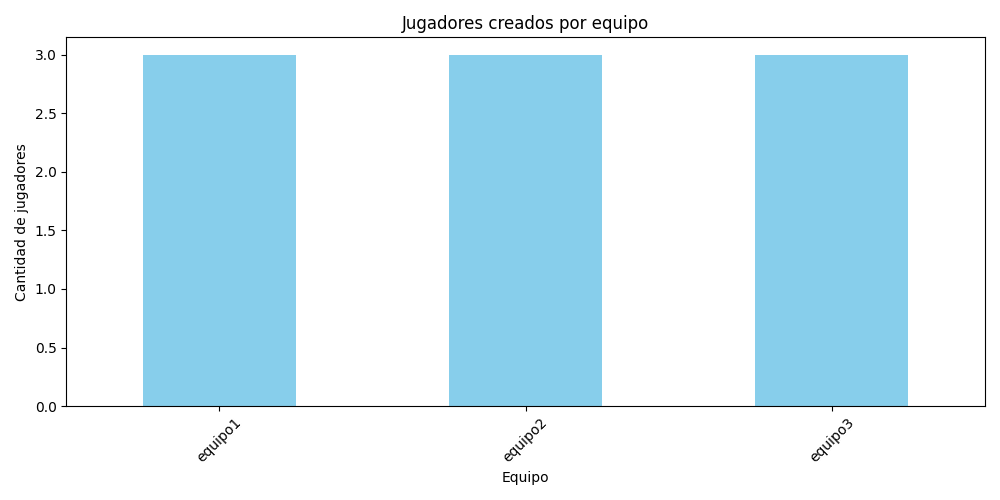 Jugadores creados por equipo
Cantidad de jugadores
3.0
2.5
2.0
1.5
1.0
0.5
0.0
equipo1
equipo2
equipo3
Equipo